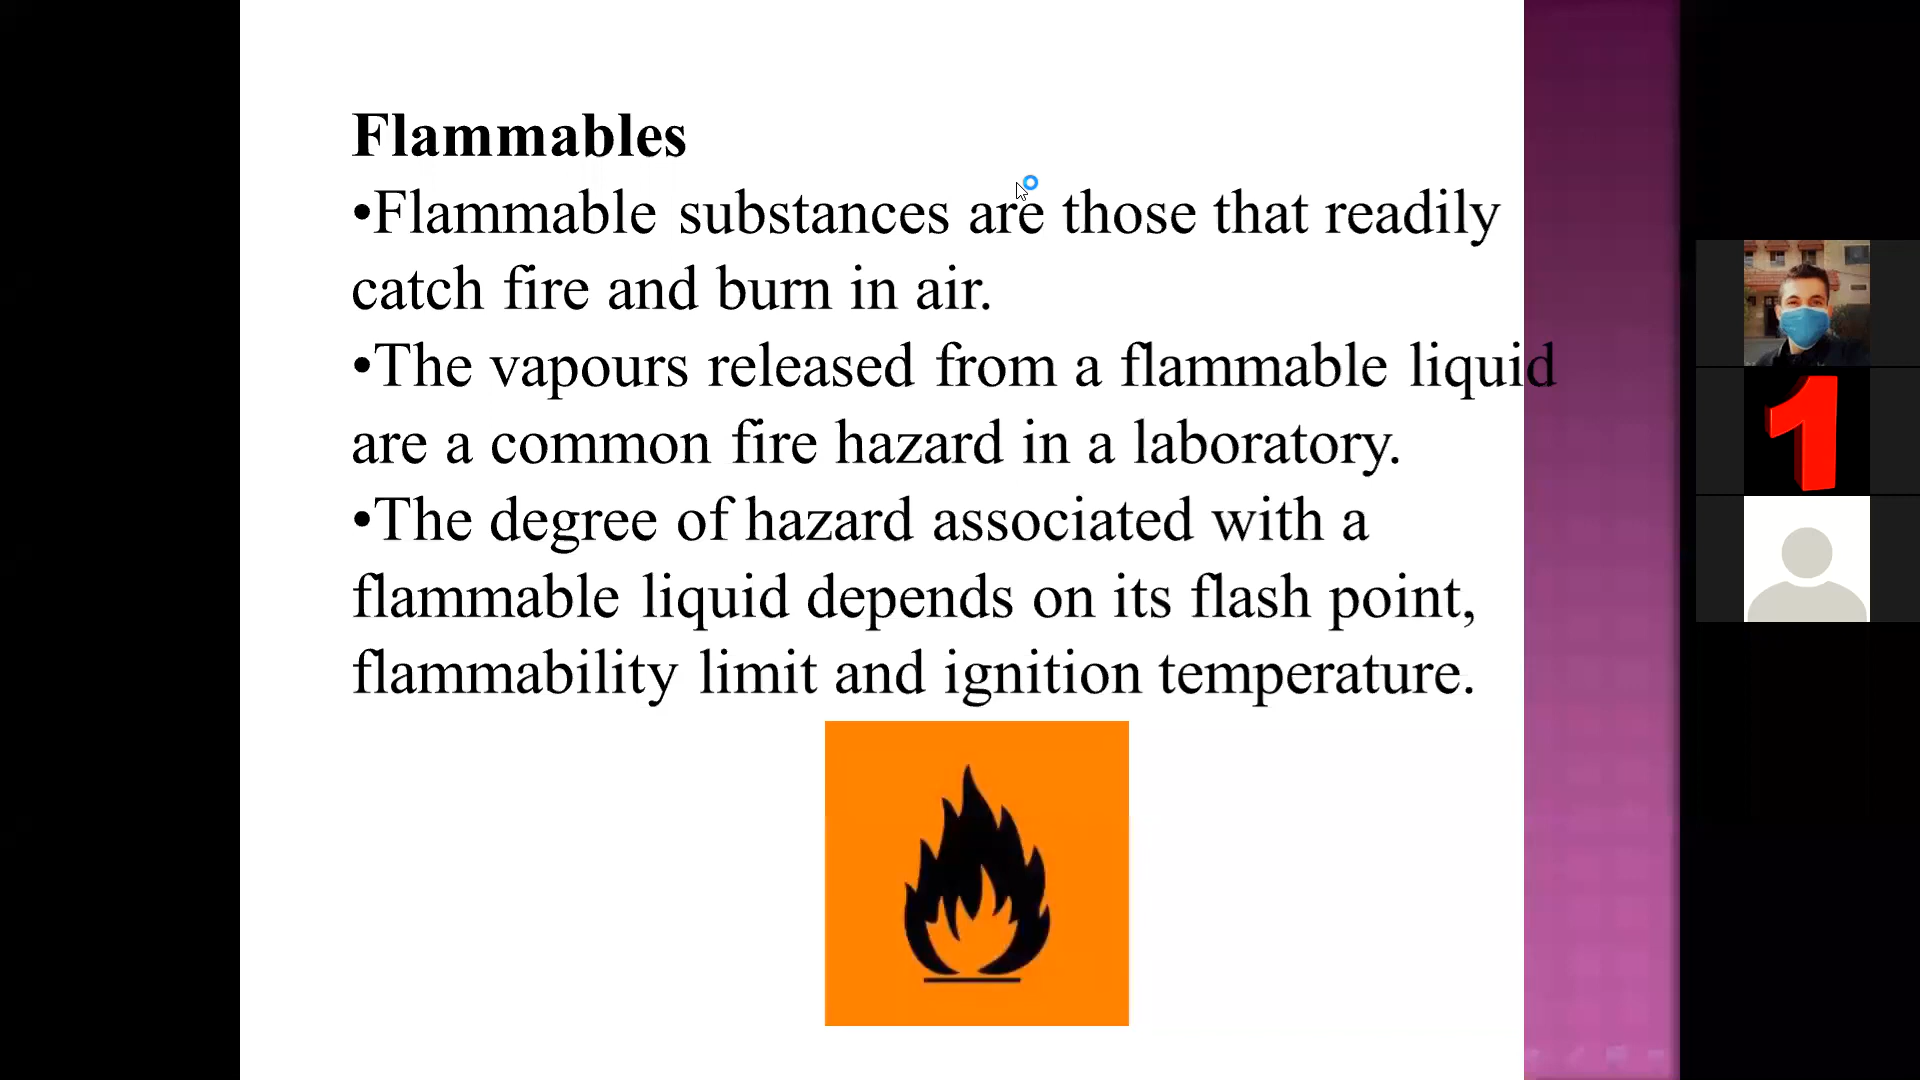 Flammables
•Flammable substances are those that readily
catch fire and burn in air.
•The vapours released from a flammable liquid
are a common fire hazard in a laboratory.
•The degree of hazard associated with a
flammable liquid depends on its flash point,
flammability limit and ignition temperature.
1